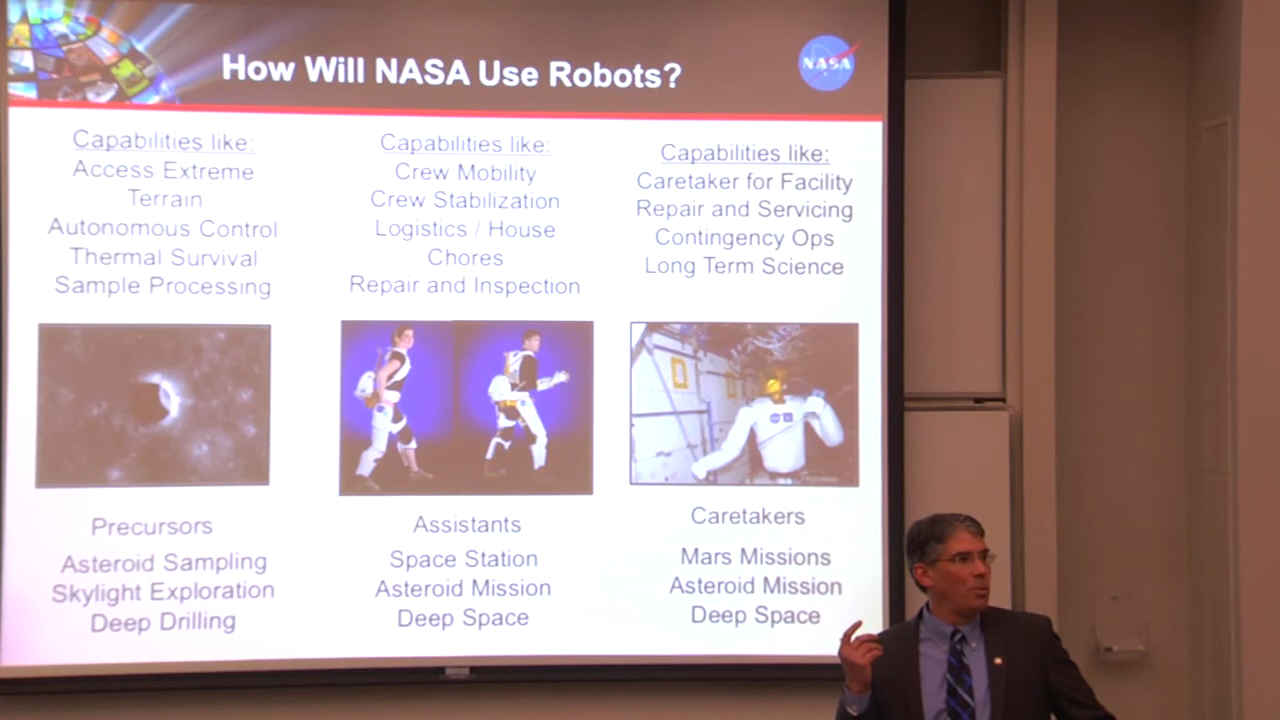 How Will NASA Use Robots?
NASA
Capabilities like:
Access Extreme
Terrain
Autonomous Control
Thermal Survival
Sample Processing
Capabilities like:
Crew Mobility
Crew Stabilization
Logistics / House
Chores
Repair and Inspection
Capabilities like:
Caretaker for Facility
Repair and Servicing
Contingency Ops
Long Term Science
Precursors
Asteroid Sampling
Skylight Exploration
Deep Drilling
Assistants
Space Station
Asteroid Mission
Deep Space
Caretakers
Mars Missions
Asteroid Mission
Deep Space